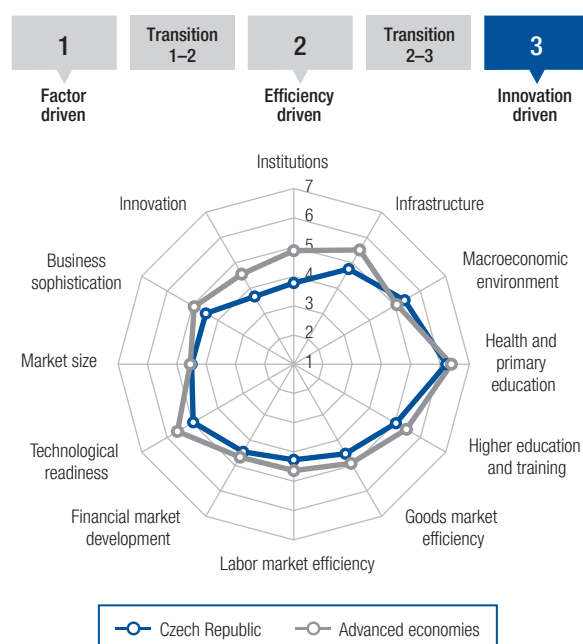 1
Transition
1–2
2
Transition
2–3
3
Factor
driven
Efficiency
driven
Innovation
driven
Institutions
Infrastructure
Macroeconomic
environment
Health and
primary
education
Higher education
and training
Goods market
efficiency
Labor market efficiency
Financial market
development
Technological
readiness
Market size
Business
sophistication
Innovation
7
6
5
4
3
2
1
Czech Republic
Advanced economies